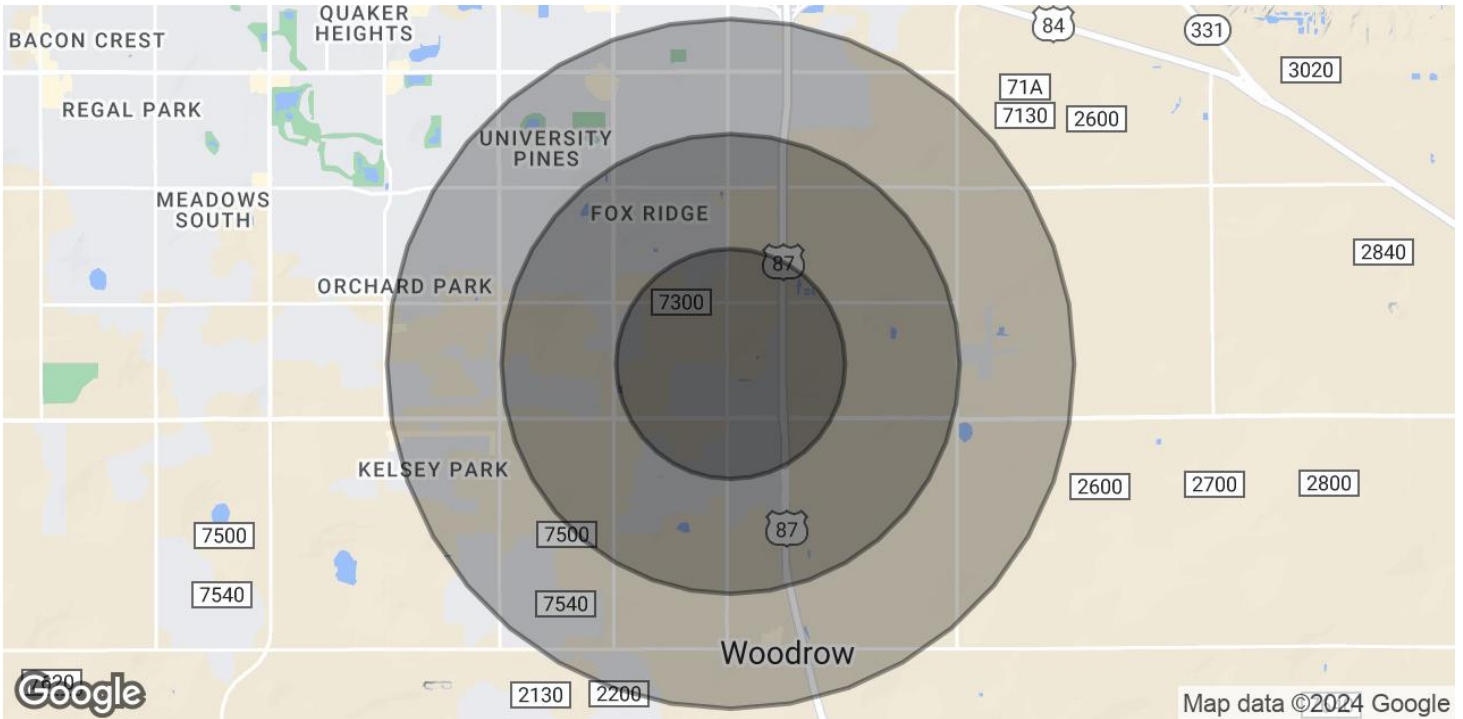 QUAKER
HEIGHTS
BACON CREST
84
331
3020
71A
7130
2600
REGAL PARK
UNIVERSITY
PINES
MEADOWS
SOUTH
FOX RIDGE
2840
87
ORCHARD PARK
7300
KELSEY PARK
2600
2700
2800
7500
7500
87
7540
7540
Woodrow
7620
Google
2130
2200
Map data ©2024 Google